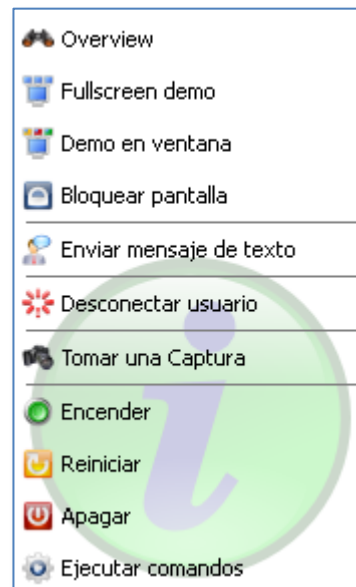 Overview
Fullscreen demo
Demo en ventana
Bloquear pantalla
Enviar mensaje de texto
Desconectar usuario
Tomar una Captura
Encender
Reiniciar
Apagar
Ejecutar comandos